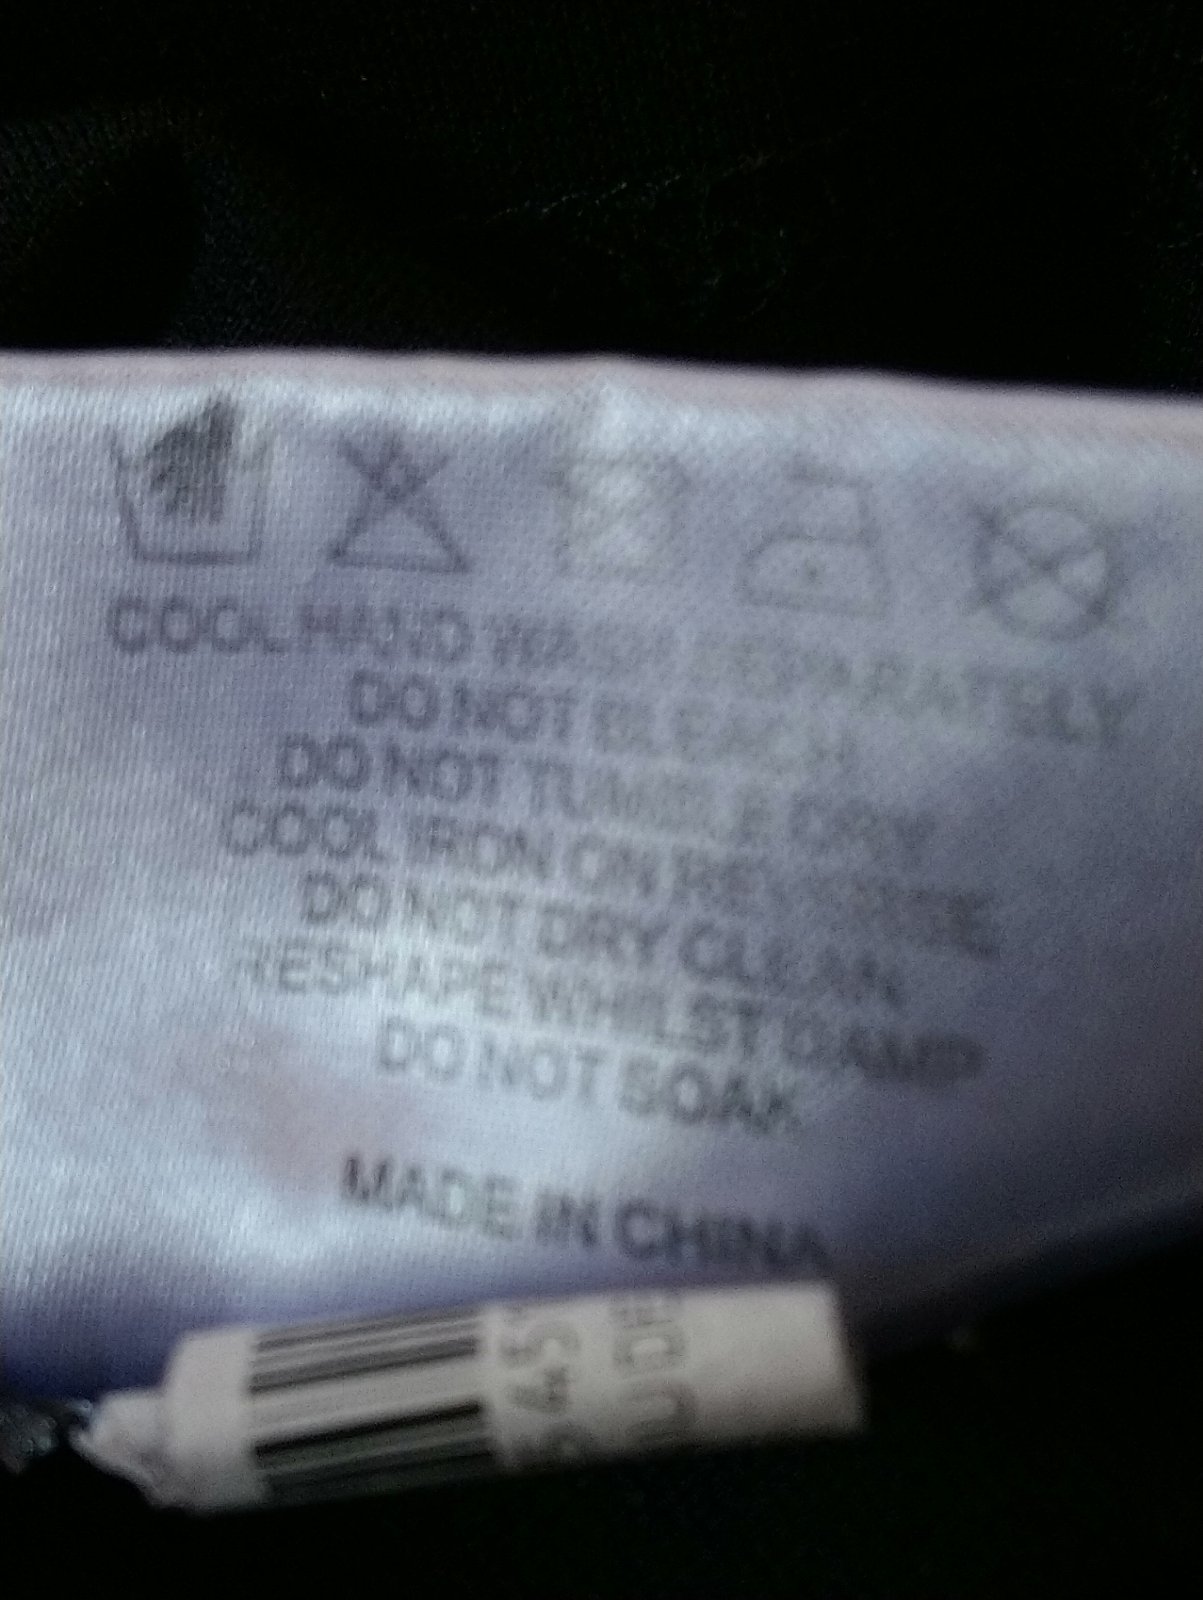 COOL HAND WASH SEPARATELY
DO NOT BLEACH
DO NOT TUMBLE DRY
COOL IRON ON REVERSE
DO NOT DRY CLEAN
RESHAPE WHILST DAMP
DO NOT SOAK
MADE IN CHINA